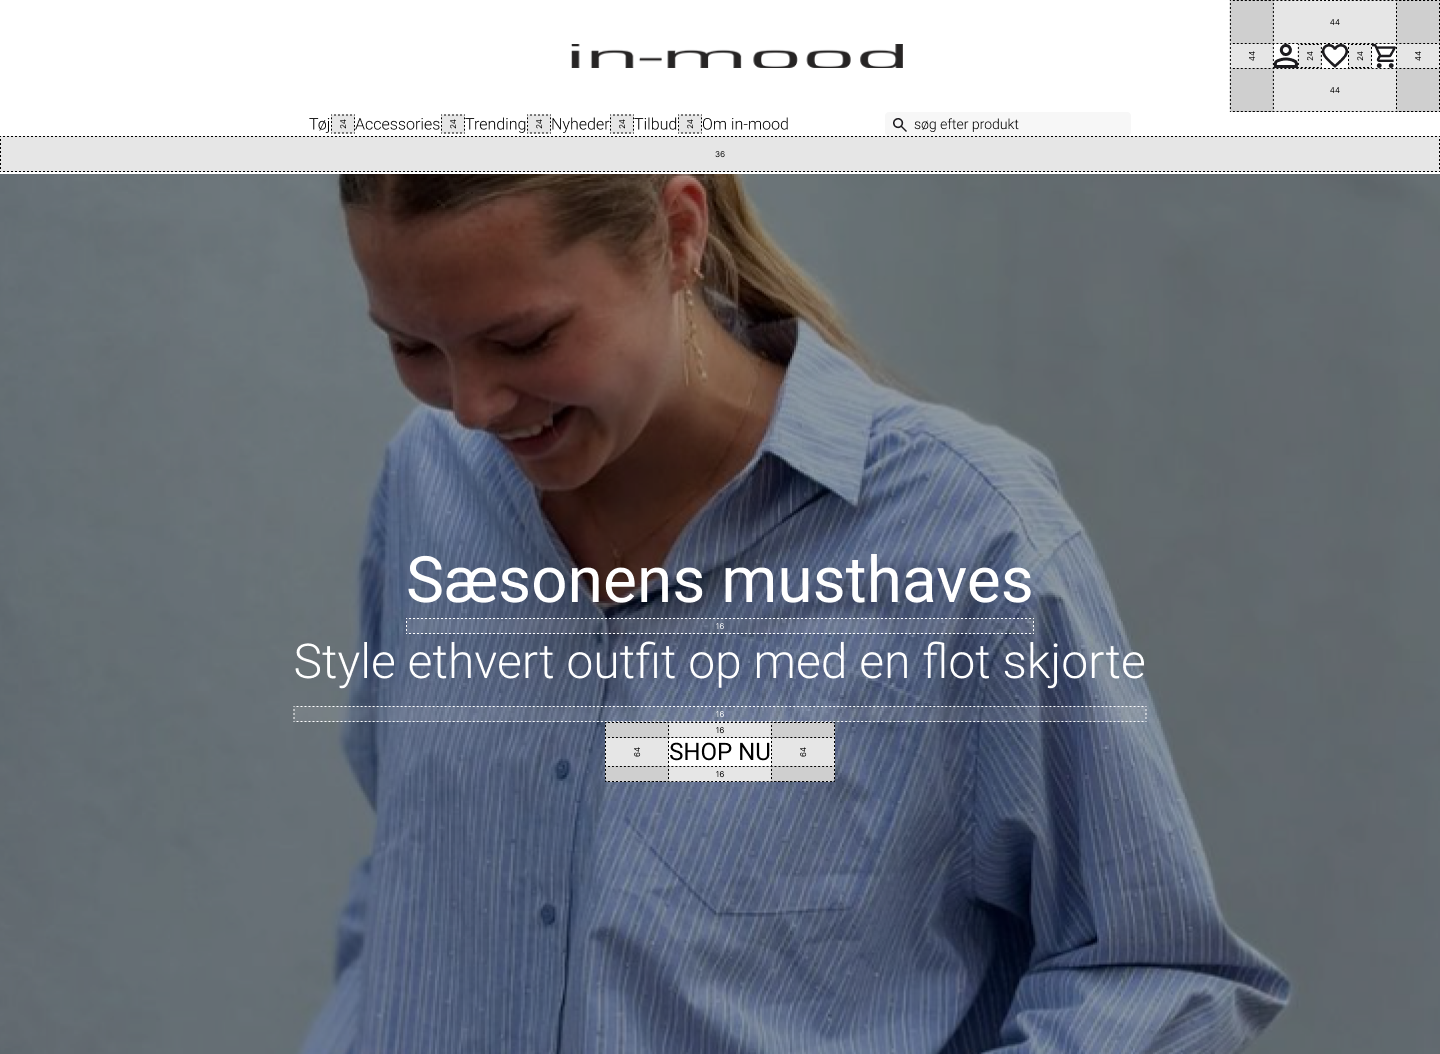 in-mood
44
44 24 24 44
44
Tøj 24 Accessories 24 Trending 24 Nyheder 24 Tilbud 24 Om in-mood
søg efter produkt
36
Sæsonens musthaves
16
Style ethvert outfit op med en flot skjorte
16
16
64 SHOP NU 64
16